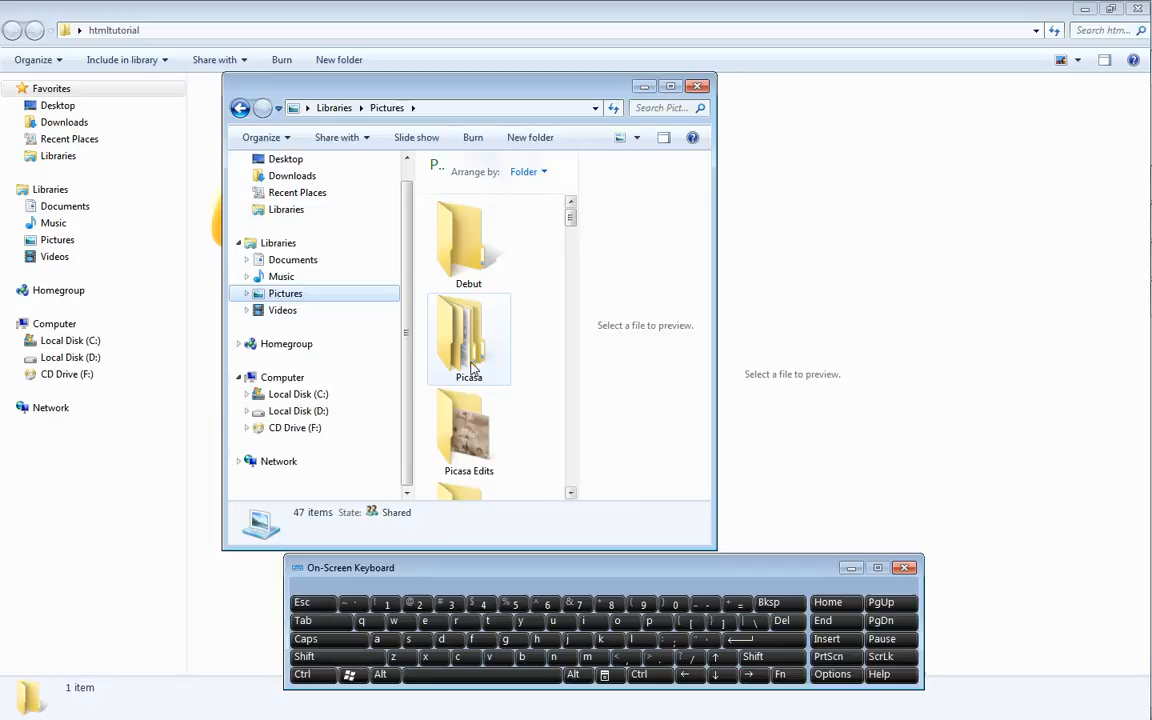 htmltutorial
Search htm...
Organize Include in library Share with Burn New folder
Favorites
Desktop
Downloads
Recent Places
Libraries
Libraries
Documents
Music
Pictures
Videos
Homegroup
Computer
Local Disk (C:)
Local Disk (D:)
CD Drive (F:)
Network
Libraries Pictures
Search Pict...
Organize Share with Slide show Burn New folder
Desktop
Downloads
Recent Places
Libraries
Libraries
Documents
Music
Pictures
Videos
Homegroup
Computer
Local Disk (C:)
Local Disk (D:)
CD Drive (F:)
Network
P.. Arrange by: Folder
Debut
Picasa
Picasa Edits
Select a file to preview.
47 items State: Shared
Select a file to preview.
On-Screen Keyboard
Esc ~ ` ! 1 @ 2 # 3 $ 4 % 5 ^ 6 & 7 * 8 ( 9 ) 0 _ - + = Bksp Home PgUp
Tab q w e r t y u i o p { [ } ] | \ Del End PgDn
Caps a s d f g h j k l : ; " ' Insert Pause
Shift z x c v b n m < , > . ? / ↑ Shift PrtScn ScrLk
Ctrl Alt Alt Ctrl ← ↓ → Fn Options Help
1 item